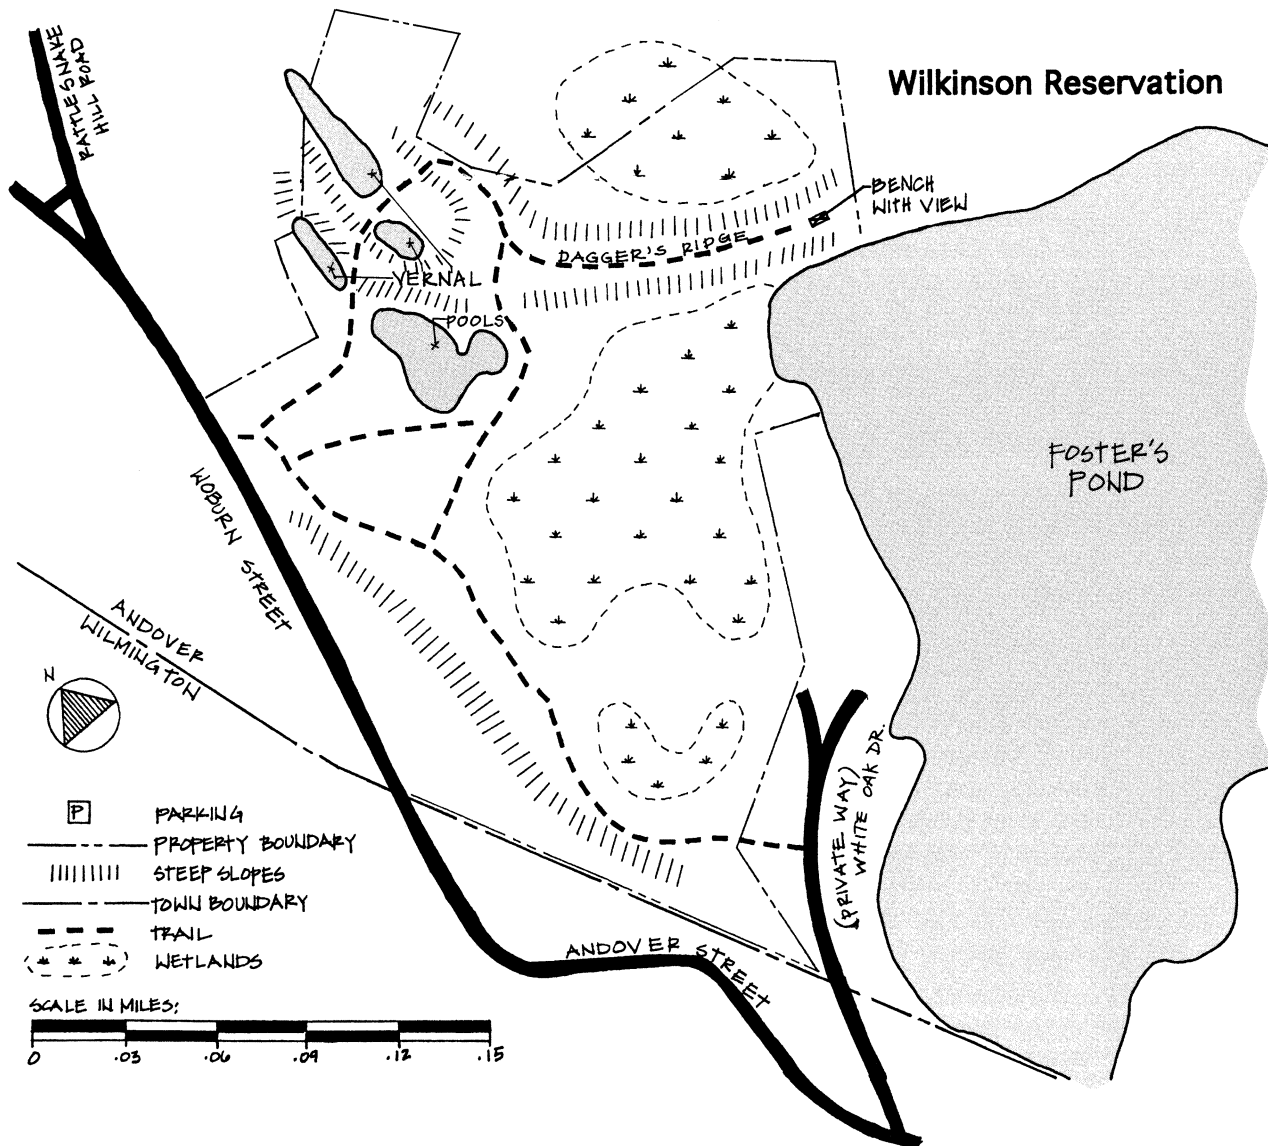 Wilkinson Reservation
RATTLESNAKE
HILL ROAD
BENCH
WITH VIEW
DAGGER'S RIDGE
VERNAL
POOLS
FOSTER'S
POND
WOBURN STREET
ANDOVER
WILMINGTON
N
(PRIVATE WAY)
WHITE OAK DR.
P PARKING
PROPERTY BOUNDARY
STEEP SLOPES
TOWN BOUNDARY
TRAIL
WETLANDS
ANDOVER STREET
SCALE IN MILES:
0 .03 .06 .09 .12 .15